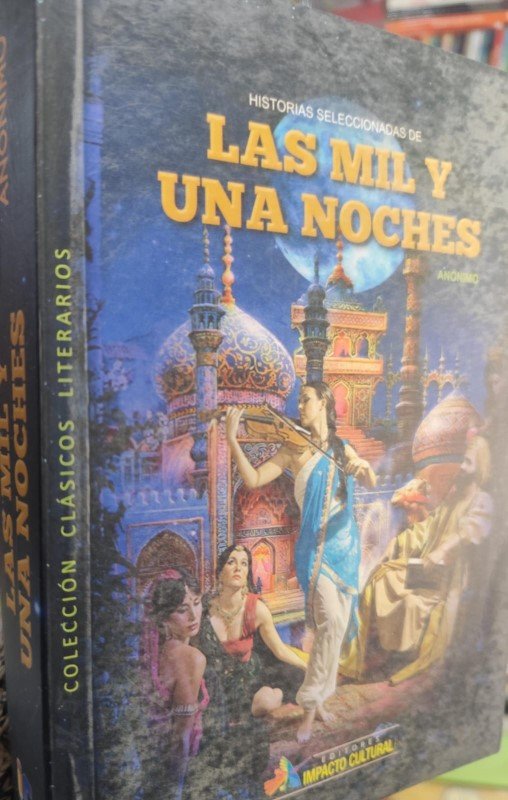 HISTORIAS SELECCIONADAS DE
LAS MIL Y
UNA NOCHES
ANÓNIMO
EDITORES
IMPACTO CULTURAL
COLECCIÓN CLÁSICOS LITERARIOS
ANÓNIMO
LAS MIL Y
UNA NOCHES